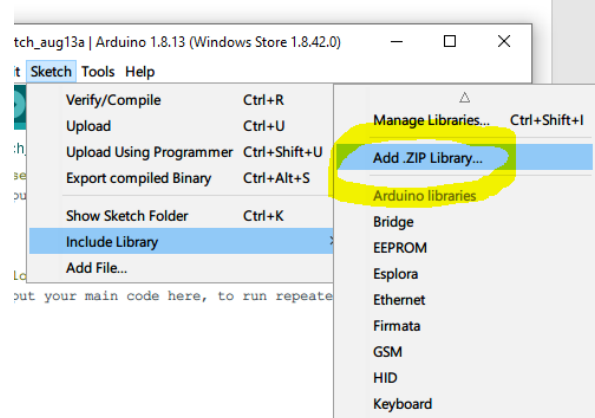 tch_aug13a | Arduino 1.8.13 (Windows Store 1.8.42.0)
Sketch Tools Help
Verify/Compile Ctrl+R
Upload Ctrl+U
Upload Using Programmer Ctrl+Shift+U
Export compiled Binary Ctrl+Alt+S
Show Sketch Folder Ctrl+K
Include Library
Add File...
put your main code here, to run repeate
Manage Libraries... Ctrl+Shift+I
Add .ZIP Library...
Arduino libraries
Bridge
EEPROM
Esplora
Ethernet
Firmata
GSM
HID
Keyboard